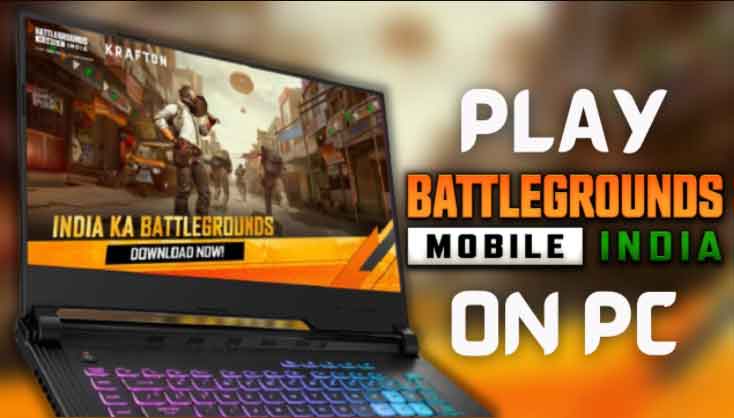 BATTLEGROUNDS
MOBILE INDIA
KRAFTON
INDIA KA BATTLEGROUNDS
DOWNLOAD NOW!
PLAY
BATTLEGROUNDS
MOBILE INDIA
ON PC